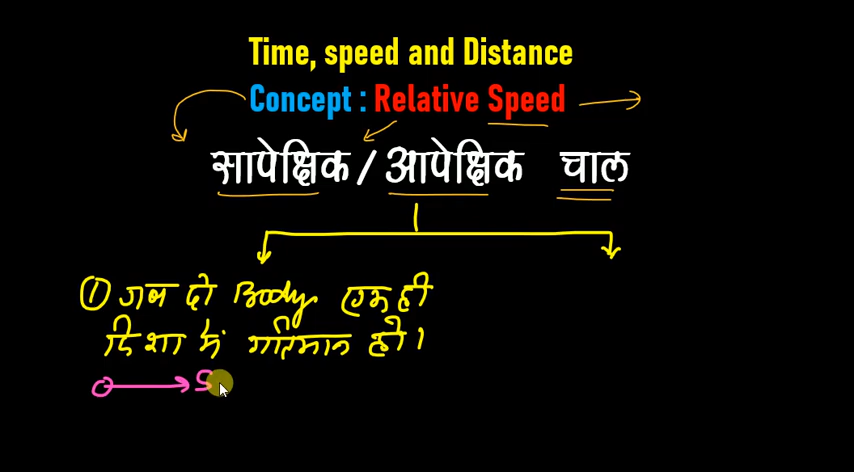 Time, speed and Distance
Concept : Relative Speed
सापेक्षिक / आपेक्षिक चाल
① जब दो Body एक ही
दिशा में गतिमान हो।
S